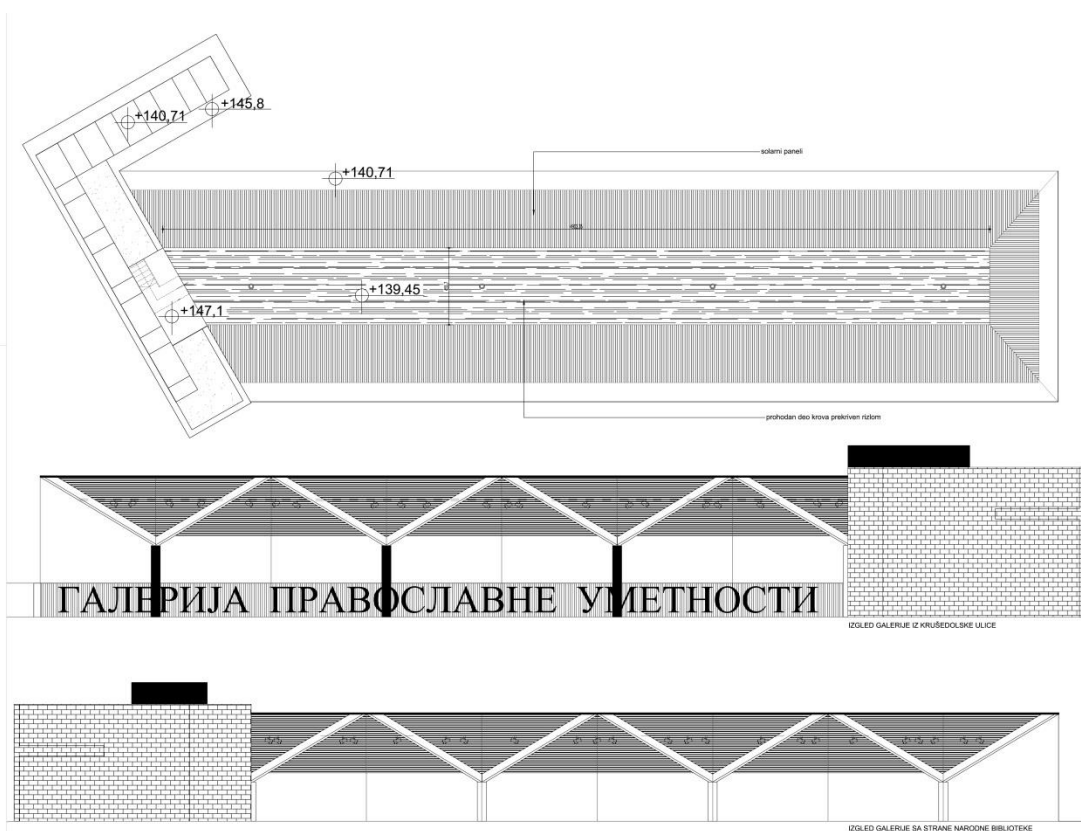 +145,8
+140,71
solarni paneli
+140,71
+139,45
+147,1
prohodan deo krova prekriven rizlom
ГАЛЕРИЈА ПРАВОСЛАВНЕ УМЕТНОСТИ
IZGLED GALERIJE IZ KRUŠEDOLSKE ULICE
IZGLED GALERIJE SA STRANE NARODNE BIBLIOTEKE